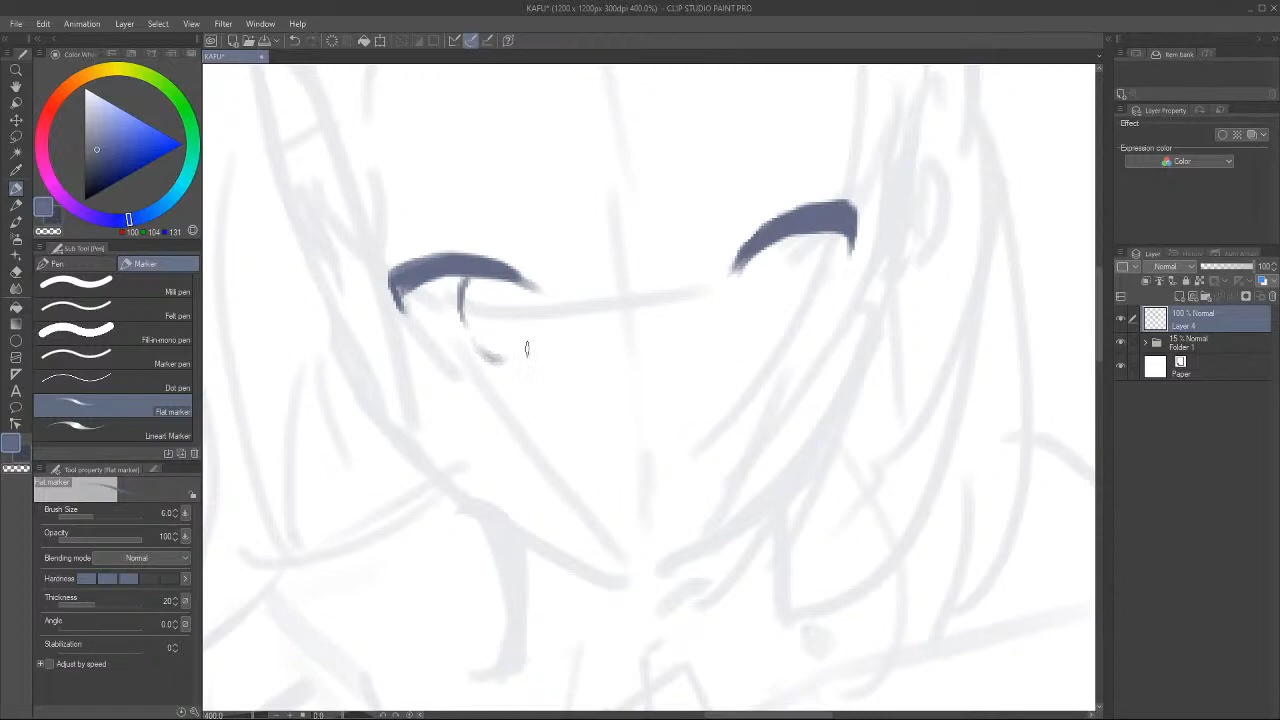 KAFU* (1200 x 1200px 300dpi 400.0%) - CLIP STUDIO PAINT PRO
File Edit Animation Layer Select View Filter Window Help
KAFU*
Color Whe
Item bank
Layer Property
Effect
Expression color
Color
100 104 131
Sub Tool [Pen]
Pen Marker
Milli pen
Felt pen
Fill-in-mono pen
Marker pen
Dot pen
Flat marker
Lineart Marker
Layer
Normal 100
100 % Normal
Layer 4
15 % Normal
Folder 1
Paper
Tool property [Flat marker]
Flat marker
Brush Size 6.0
Opacity 100
Blending mode Normal
Hardness
Thickness 20
Angle 0.0
Stabilization 0
Adjust by speed
400.0 0.0